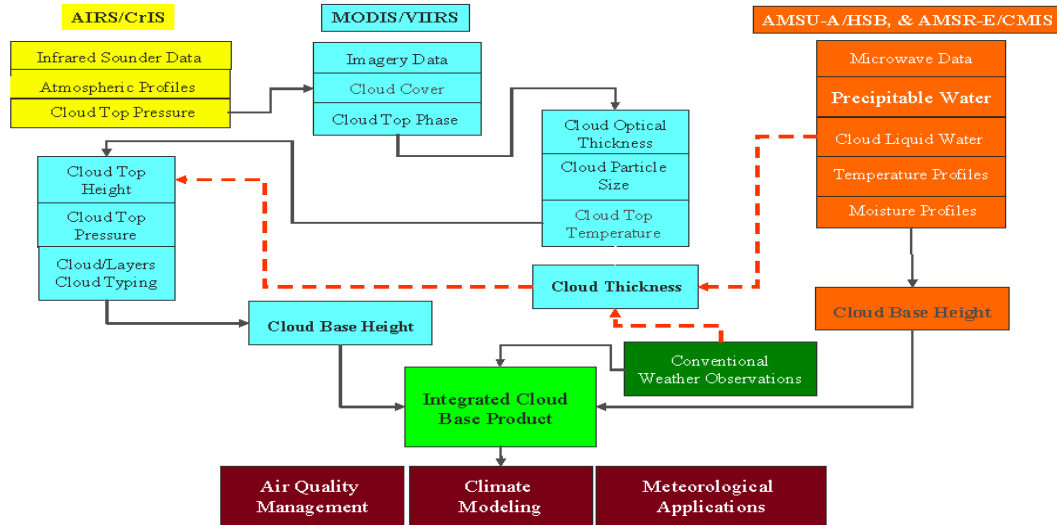 AIRS/CrIS
Infrared Sounder Data
Atmospheric Profiles
Cloud Top Pressure
MODIS/VIIRS
Imagery Data
Cloud Cover
Cloud Top Phase
Cloud Optical
Thickness
Cloud Particle
Size
Cloud Top
Temperature
AMSU-A/HSB, & AMSR-E/CMIS
Microwave Data
Precipitable Water
Cloud Liquid Water
Temperature Profiles
Moisture Profiles
Cloud Top
Height
Cloud Top
Pressure
Cloud/Layers
Cloud Typing
Cloud Thickness
Cloud Base Height
Cloud Base Height
Conventional
Weather Observations
Integrated Cloud
Base Product
Air Quality
Management
Climate
Modeling
Meteorological
Applications